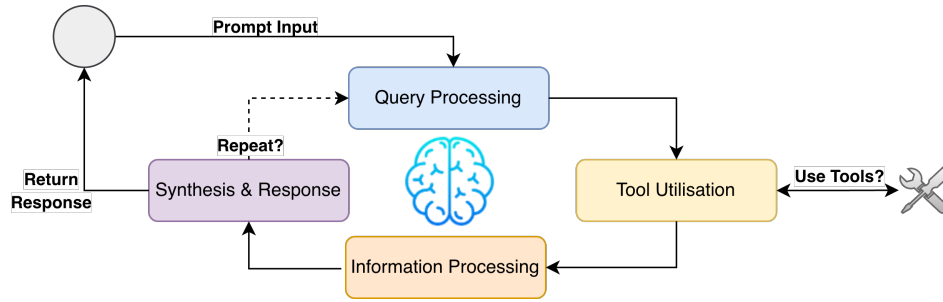 Prompt Input
Query Processing
Repeat?
Return
Response
Synthesis & Response
Tool Utilisation
Use Tools?
Information Processing